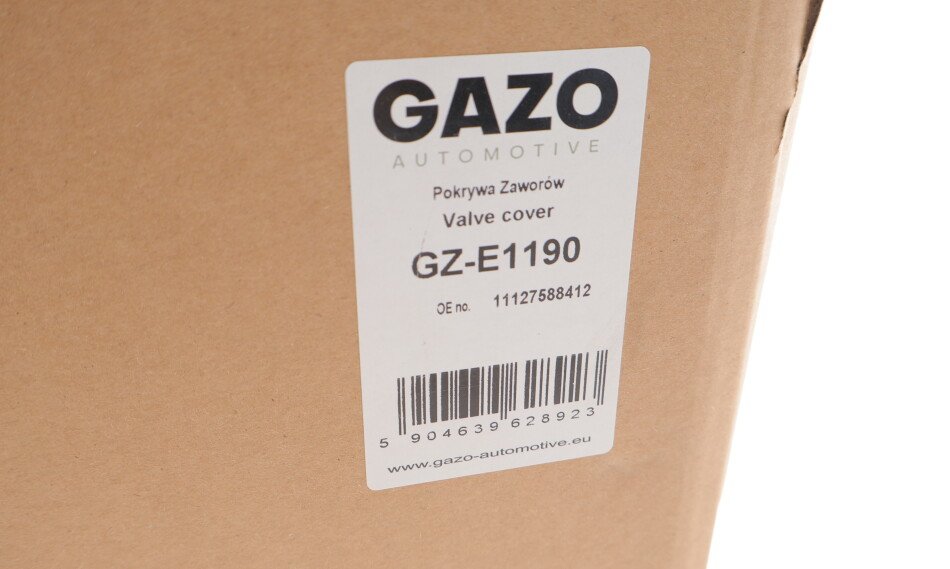 GAZO
AUTOMOTIVE
Pokrywa Zaworów
Valve cover
GZ-E1190
OE no. 11127588412
5 904639 628923
www.gazo-automotive.eu